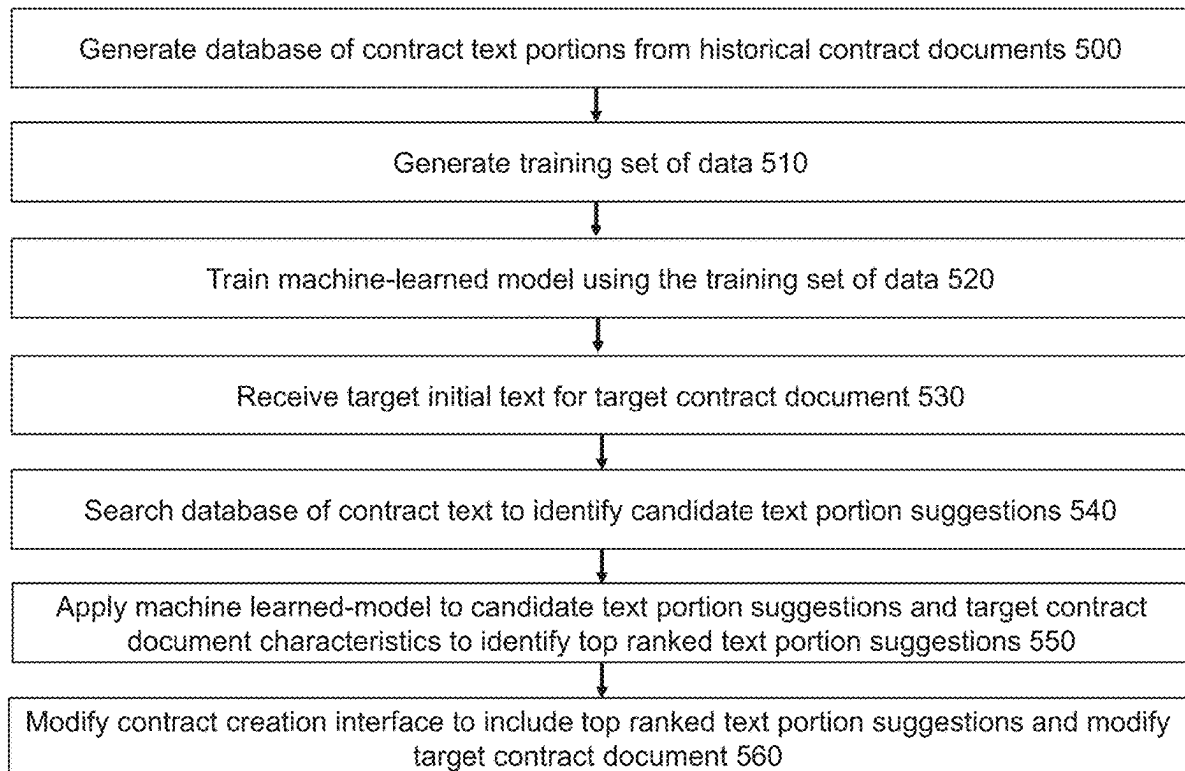 Generate database of contract text portions from historical contract documents 500
Generate training set of data 510
Train machine-learned model using the training set of data 520
Receive target initial text for target contract document 530
Search database of contract text to identify candidate text portion suggestions 540
Apply machine learned-model to candidate text portion suggestions and target contract
document characteristics to identify top ranked text portion suggestions 550
Modify contract creation interface to include top ranked text portion suggestions and modify
target contract document 560